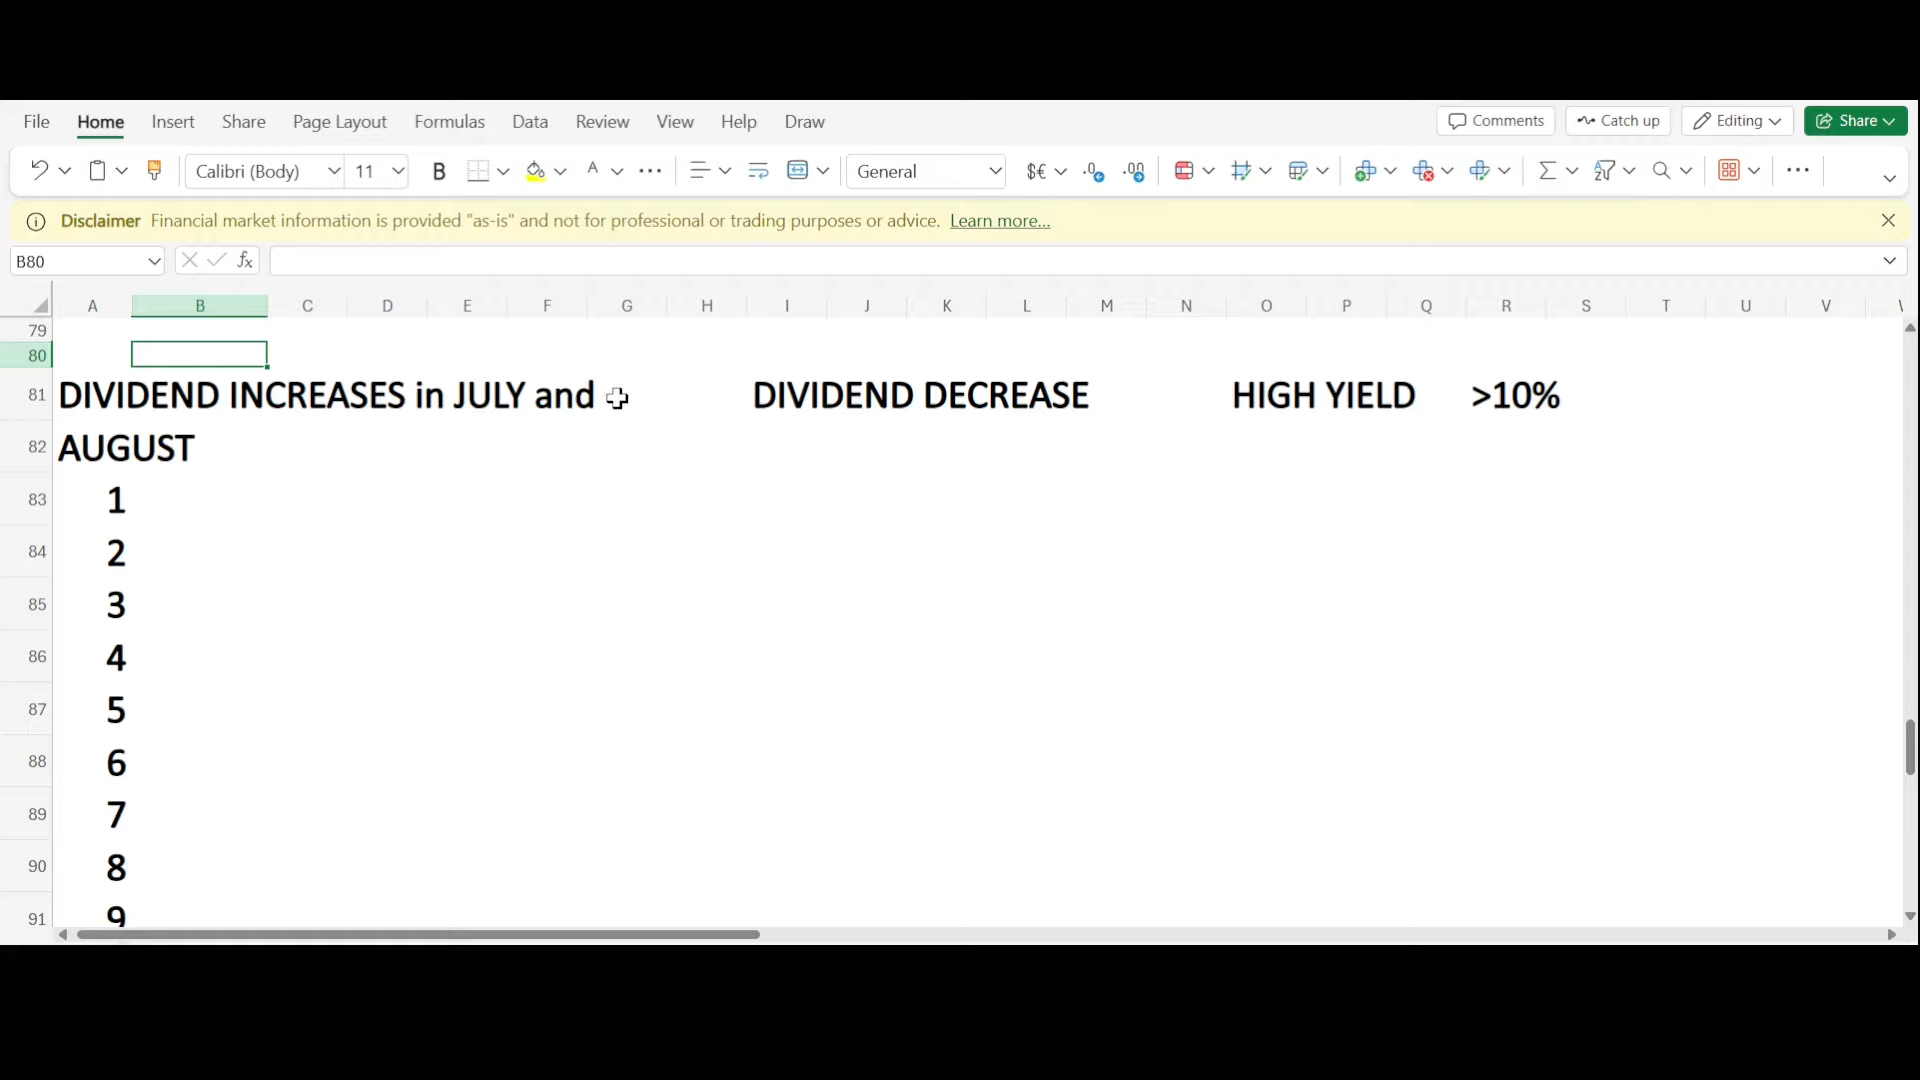 File Home Insert Share Page Layout Formulas Data Review View Help Draw Comments Catch up Editing Share
Calibri (Body) 11 B A General $€ .0 .00 Σ
Disclaimer Financial market information is provided "as-is" and not for professional or trading purposes or advice. Learn more...
B80 fx
A B C D E F G H I J K L M N O P Q R S T U V
79
80
81 DIVIDEND INCREASES in JULY and DIVIDEND DECREASE HIGH YIELD >10%
82 AUGUST
83 1
84 2
85 3
86 4
87 5
88 6
89 7
90 8
91 9